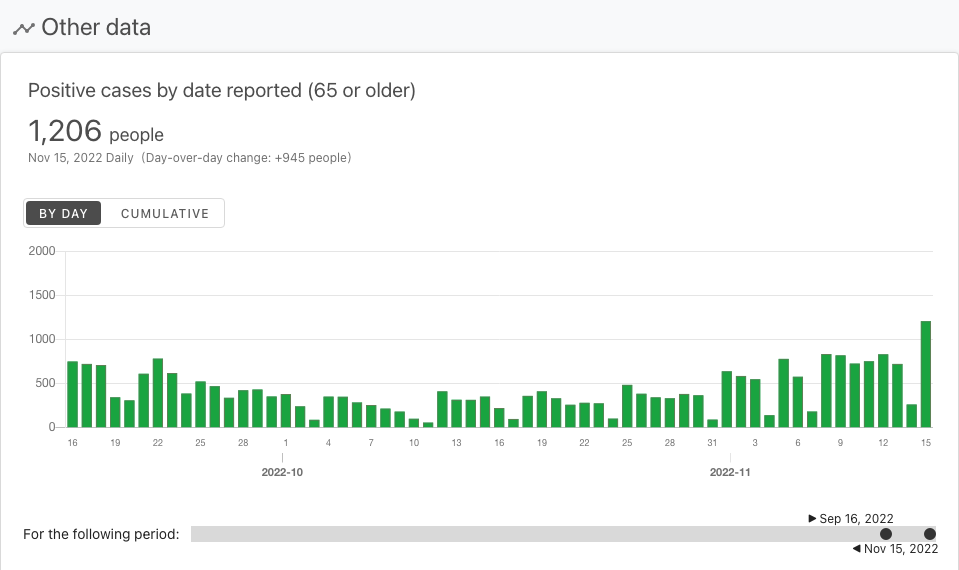 Other data
Positive cases by date reported (65 or older)
1,206 people
Nov 15, 2022 Daily (Day-over-day change: +945 people)
BY DAY CUMULATIVE
2000
1500
1000
500
0
16 19 22 25 28 1 4 7 10 13 16 19 22 25 28 31 3 6 9 12 15
2022-10 2022-11
Sep 16, 2022
For the following period:
Nov 15, 2022